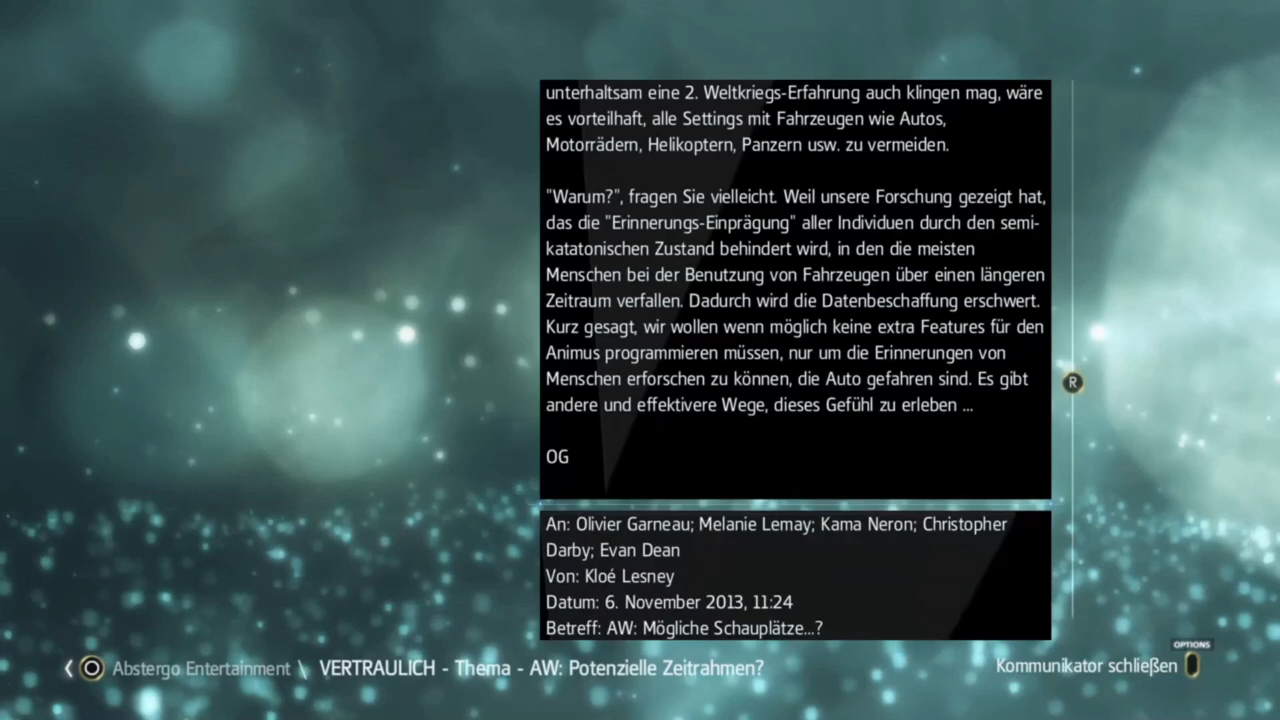 unterhaltsam eine 2. Weltkriegs-Erfahrung auch klingen mag, wäre
es vorteilhaft, alle Settings mit Fahrzeugen wie Autos,
Motorrädern, Helikoptern, Panzern usw. zu vermeiden.
"Warum?", fragen Sie vielleicht. Weil unsere Forschung gezeigt hat,
das die "Erinnerungs-Einprägung" aller Individuen durch den semi-
katatonischen Zustand behindert wird, in den die meisten
Menschen bei der Benutzung von Fahrzeugen über einen längeren
Zeitraum verfallen. Dadurch wird die Datenbeschaffung erschwert.
Kurz gesagt, wir wollen wenn möglich keine extra Features für den
Animus programmieren müssen, nur um die Erinnerungen von
Menschen erforschen zu können, die Auto gefahren sind. Es gibt
andere und effektivere Wege, dieses Gefühl zu erleben ...
OG
R
An: Olivier Garneau; Melanie Lemay; Kama Neron; Christopher
Darby; Evan Dean
Von: Kloé Lesney
Datum: 6. November 2013, 11:24
Betreff: AW: Mögliche Schauplätze...?
Abstergo Entertainment \ VERTRAULICH - Thema - AW: Potenzielle Zeitrahmen?
OPTIONS
Kommunikator schließen